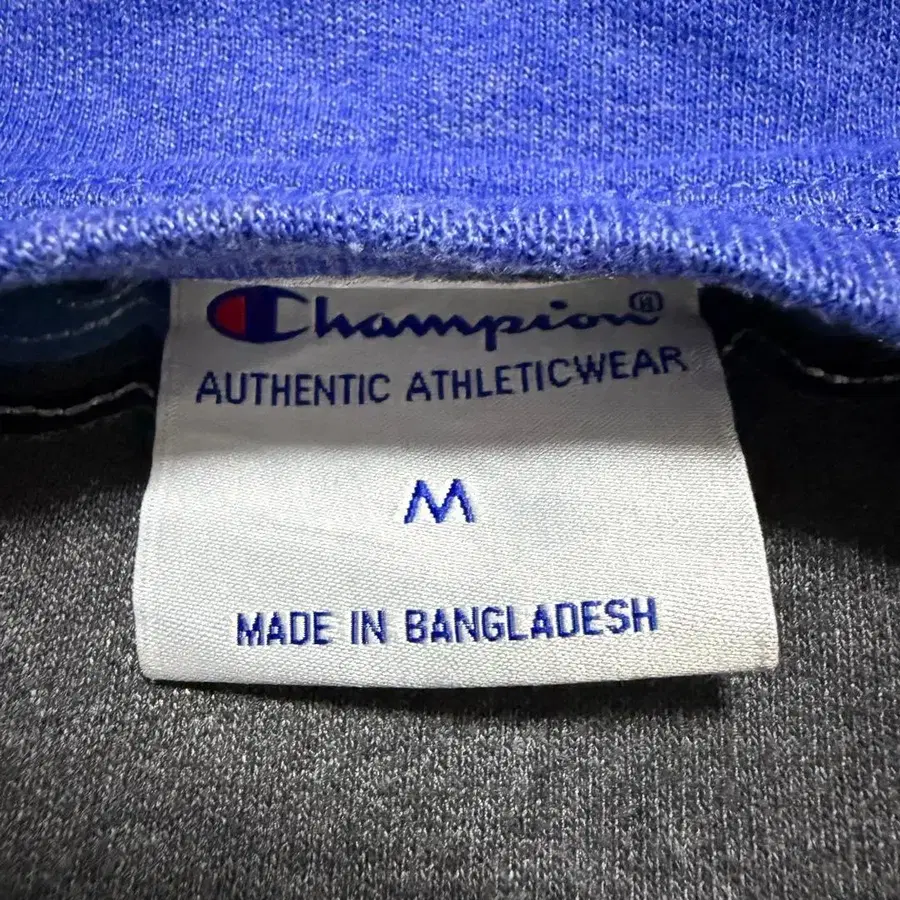 Champion®
AUTHENTIC ATHLETICWEAR
M
MADE IN BANGLADESH